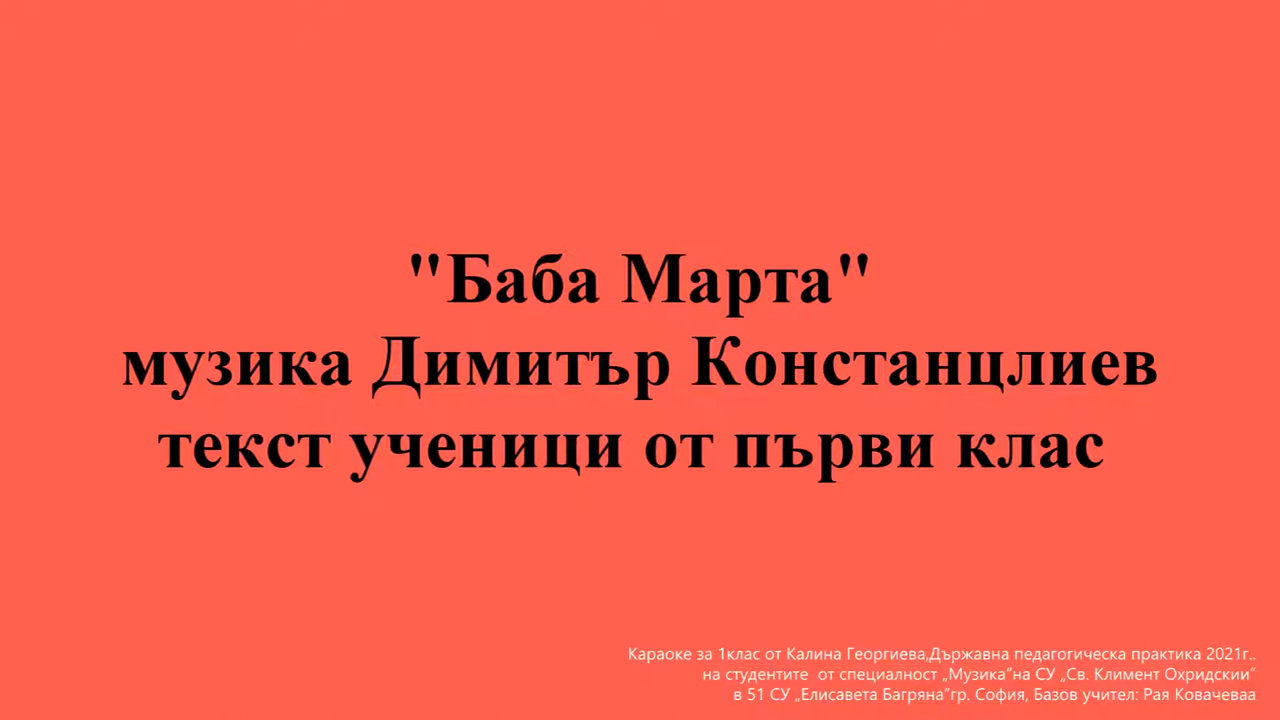 "Баба Марта"
музика Димитър Констанцлиев
текст ученици от първи клас
Караоке за 1клас от Калина Георгиева,Държавна педагогическа практика 2021г..
на студентите  от специалност „Музика“на СУ „Св. Климент Охридскии“
в 51 СУ „Елисавета Багряна“гр. София, Базов учител: Рая Ковачеваа